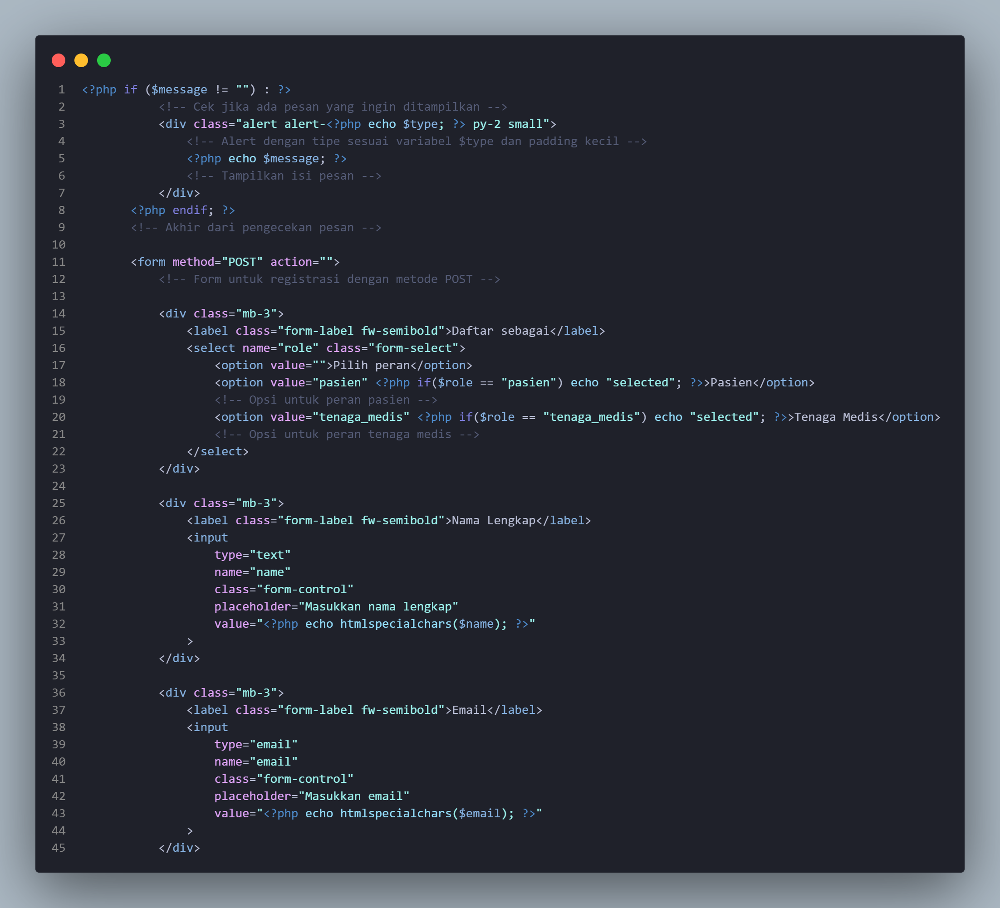 1 <?php if ($message != "") : ?>
2 <!-- Cek jika ada pesan yang ingin ditampilkan -->
3 <div class="alert alert-<?php echo $type; ?> py-2 small">
4 <!-- Alert dengan tipe sesuai variabel $type dan padding kecil -->
5 <?php echo $message; ?>
6 <!-- Tampilkan isi pesan -->
7 </div>
8 <?php endif; ?>
9 <!-- Akhir dari pengecekan pesan -->
10
11 <form method="POST" action="">
12 <!-- Form untuk registrasi dengan metode POST -->
13
14 <div class="mb-3">
15 <label class="form-label fw-semibold">Daftar sebagai</label>
16 <select name="role" class="form-select">
17 <option value="">Pilih peran</option>
18 <option value="pasien" <?php if($role == "pasien") echo "selected"; ?>>Pasien</option>
19 <!-- Opsi untuk peran pasien -->
20 <option value="tenaga_medis" <?php if($role == "tenaga_medis") echo "selected"; ?>>Tenaga Medis</option>
21 <!-- Opsi untuk peran tenaga medis -->
22 </select>
23 </div>
24
25 <div class="mb-3">
26 <label class="form-label fw-semibold">Nama Lengkap</label>
27 <input
28 type="text"
29 name="name"
30 class="form-control"
31 placeholder="Masukkan nama lengkap"
32 value="<?php echo htmlspecialchars($name); ?>"
33 >
34 </div>
35
36 <div class="mb-3">
37 <label class="form-label fw-semibold">Email</label>
38 <input
39 type="email"
40 name="email"
41 class="form-control"
42 placeholder="Masukkan email"
43 value="<?php echo htmlspecialchars($email); ?>"
44 >
45 </div>